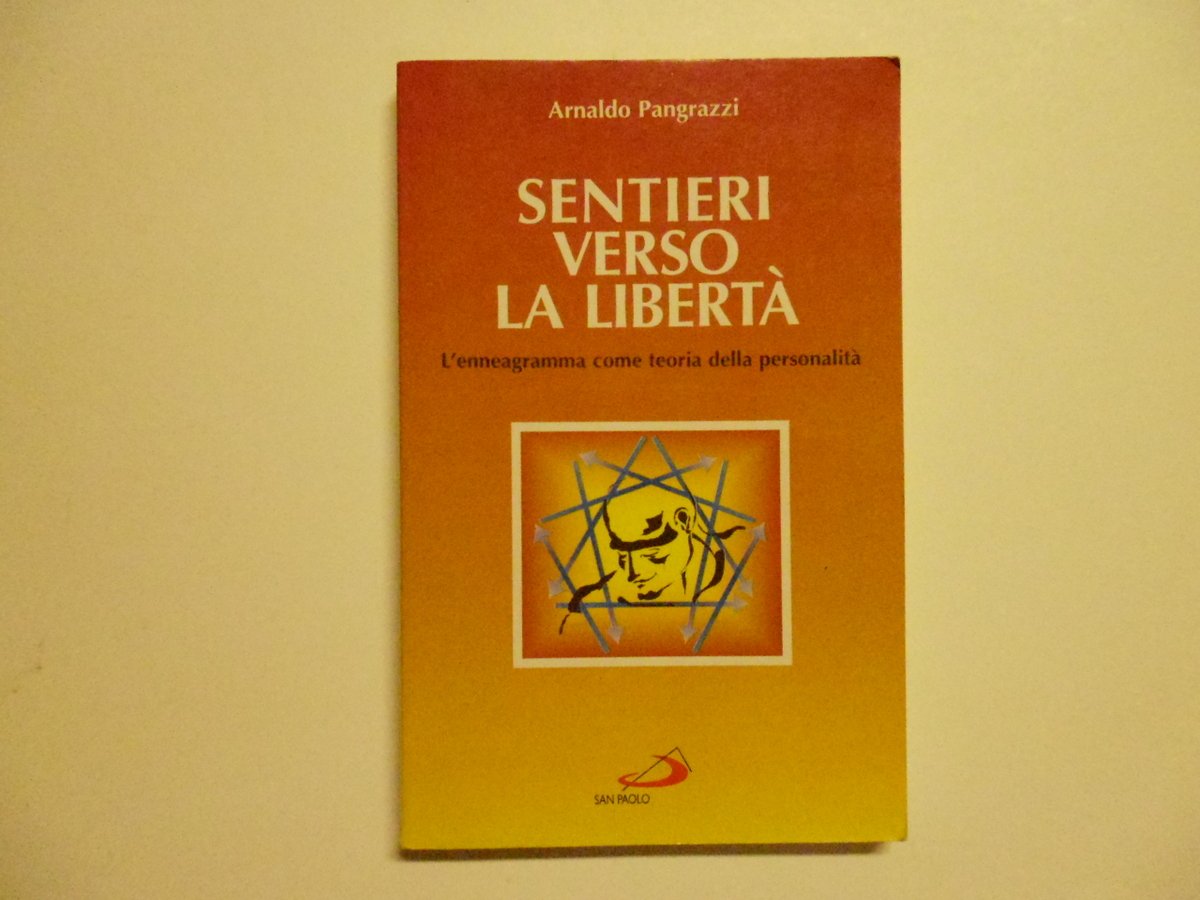 Arnaldo Pangrazzi
SENTIERI
VERSO
LA LIBERTÀ
L'enneagramma come teoria della personalità
SAN PAOLO